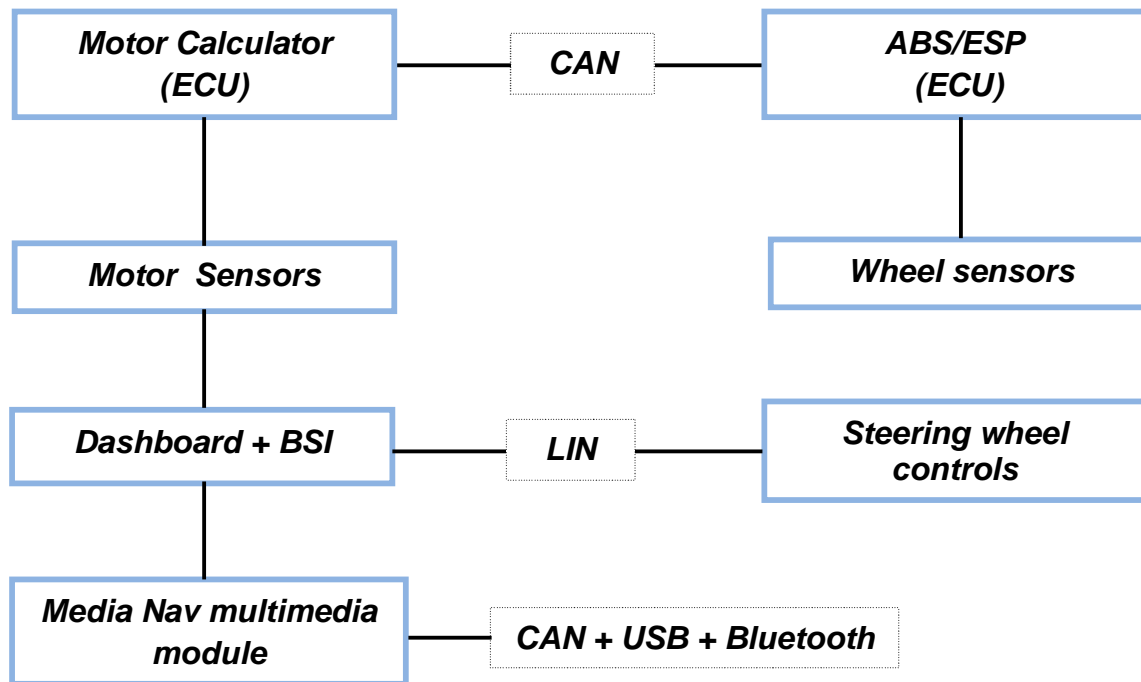 Motor Calculator
(ECU)
CAN
ABS/ESP
(ECU)
Motor Sensors
Wheel sensors
Dashboard + BSI
LIN
Steering wheel
controls
Media Nav multimedia
module
CAN + USB + Bluetooth